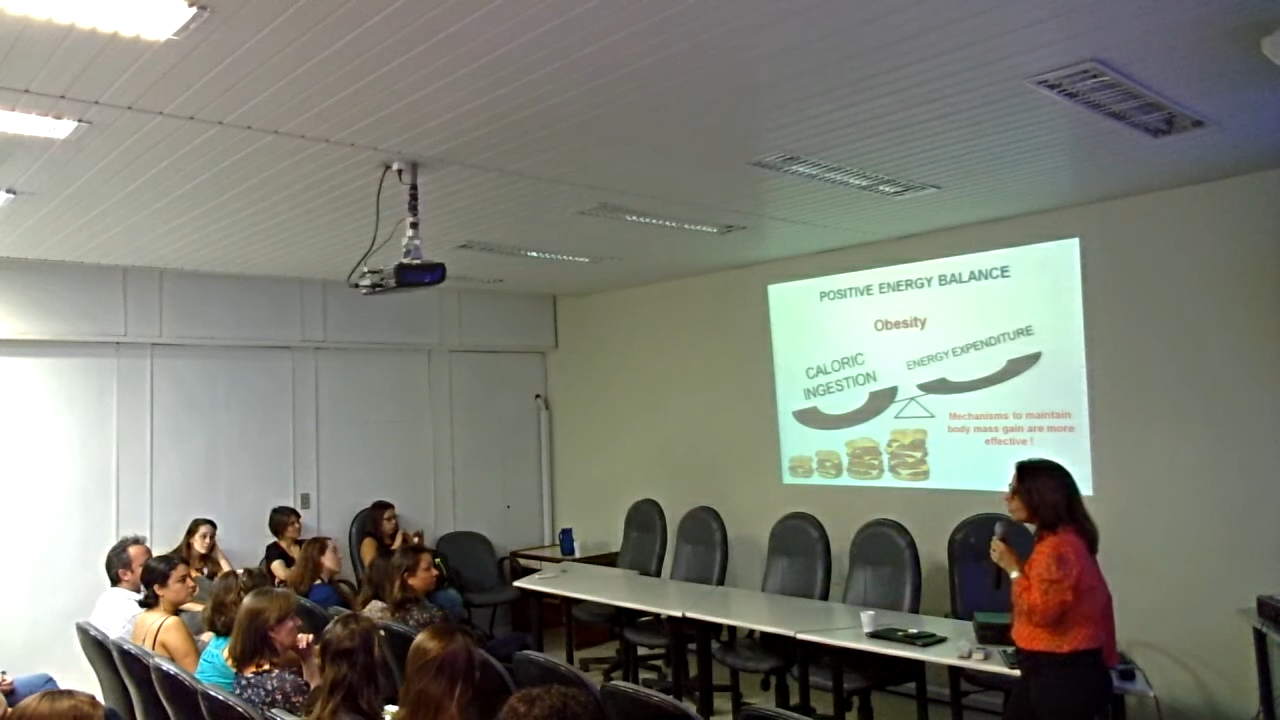 POSITIVE ENERGY BALANCE
Obesity
CALORIC
INGESTION
ENERGY EXPENDITURE
Mechanisms to maintain
body mass gain are more
effective !